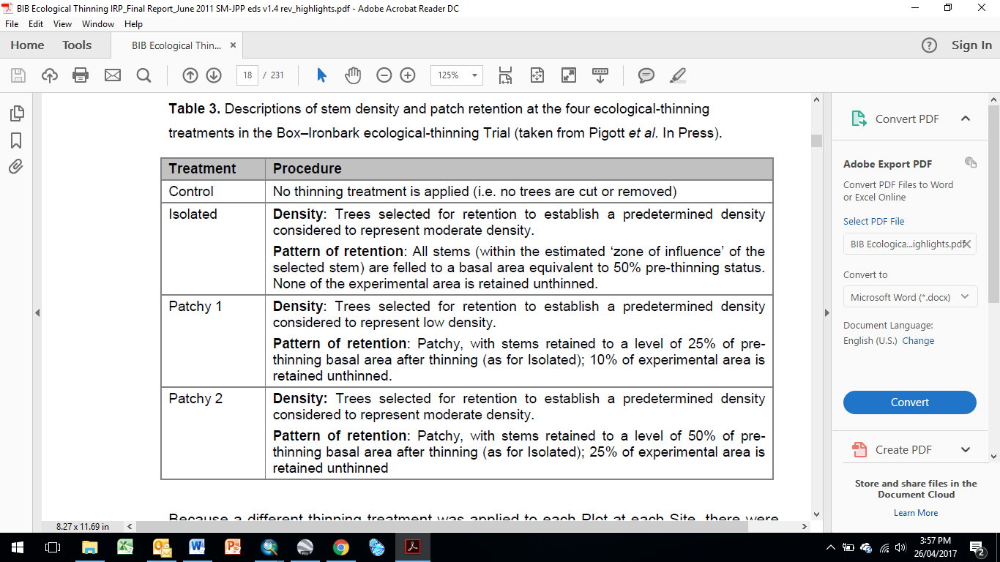 BIB Ecological Thinning IRP_Final Report_June 2011 SM-JPP eds v1.4 rev_highlights.pdf - Adobe Acrobat Reader DC
File Edit View Window Help
Home Tools BIB Ecological Thin... × ? Sign In
18 / 231 125%
Table 3. Descriptions of stem density and patch retention at the four ecological-thinning
treatments in the Box–Ironbark ecological-thinning Trial (taken from Pigott et al. In Press).
Treatment Procedure
Control No thinning treatment is applied (i.e. no trees are cut or removed)
Isolated Density: Trees selected for retention to establish a predetermined density
considered to represent moderate density.
Pattern of retention: All stems (within the estimated ‘zone of influence’ of the
selected stem) are felled to a basal area equivalent to 50% pre-thinning status.
None of the experimental area is retained unthinned.
Patchy 1 Density: Trees selected for retention to establish a predetermined density
considered to represent low density.
Pattern of retention: Patchy, with stems retained to a level of 25% of pre-
thinning basal area after thinning (as for Isolated); 10% of experimental area is
retained unthinned.
Patchy 2 Density: Trees selected for retention to establish a predetermined density
considered to represent moderate density.
Pattern of retention: Patchy, with stems retained to a level of 50% of pre-
thinning basal area after thinning (as for Isolated); 25% of experimental area is
retained unthinned
Because a different thinning treatment was applied to each Plot at each Site, there were
8.27 x 11.69 in
Convert PDF
Adobe Export PDF
Convert PDF Files to Word
or Excel Online
Select PDF File
BIB Ecologica...ighlights.pdf
Convert to
Microsoft Word (*.docx)
Document Language:
English (U.S.) Change
Convert
Create PDF
Store and share files in the
Document Cloud
Learn More
3:57 PM
26/04/2017
2